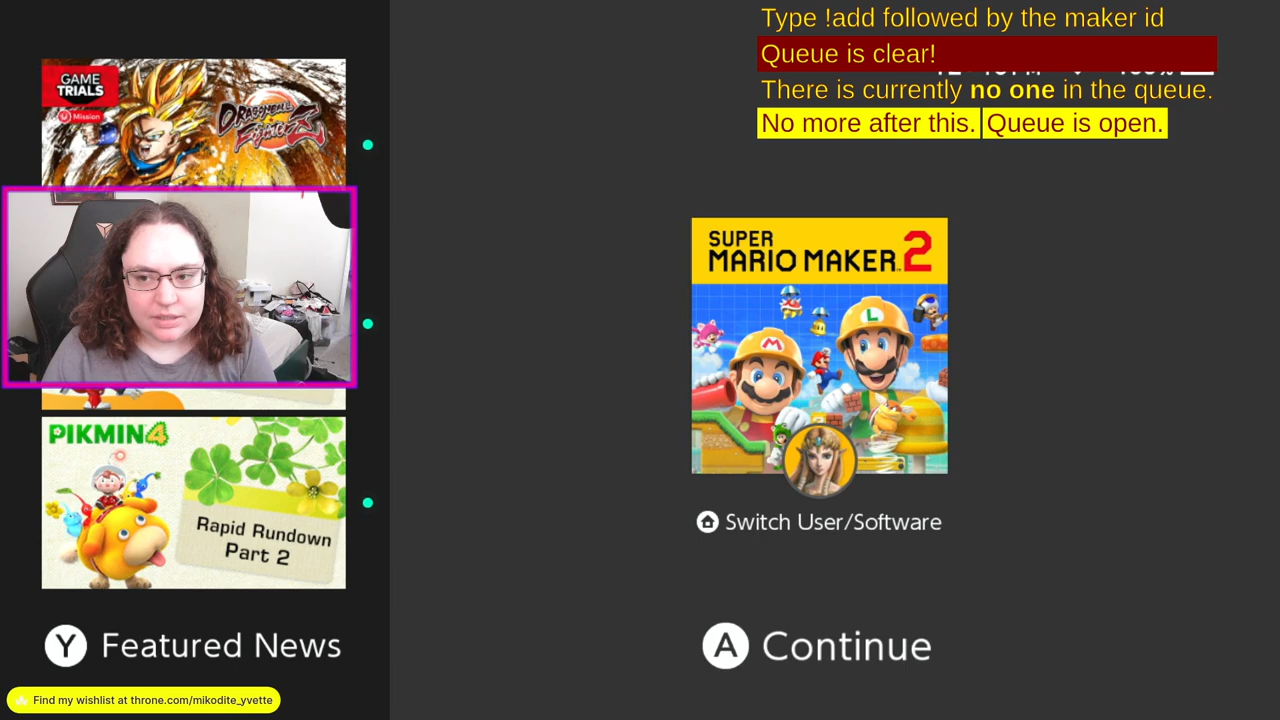 Type !add followed by the maker id
Queue is clear!
There is currently no one in the queue.
No more after this. Queue is open.
GAME
TRIALS
Mission
DRAGONBALL
FighterZ
SUPER
MARIO MAKER 2
M
L
PIKMIN 4
Rapid Rundown
Part 2
Switch User/Software
Y Featured News
A Continue
Find my wishlist at throne.com/mikodite_yvette